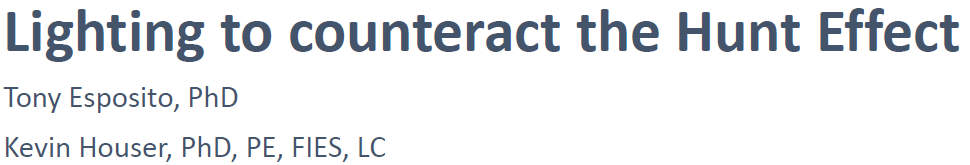 Lighting to counteract the Hunt Effect
Tony Esposito, PhD
Kevin Houser, PhD, PE, FIES, LC